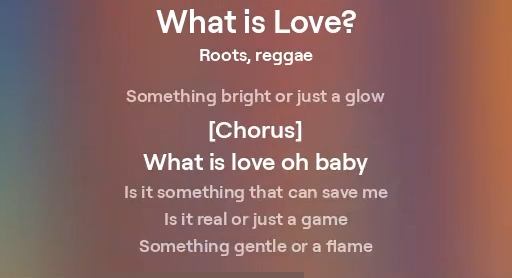 What is Love?
Roots, reggae
Something bright or just a glow
[Chorus]
What is love oh baby
Is it something that can save me
Is it real or just a game
Something gentle or a flame